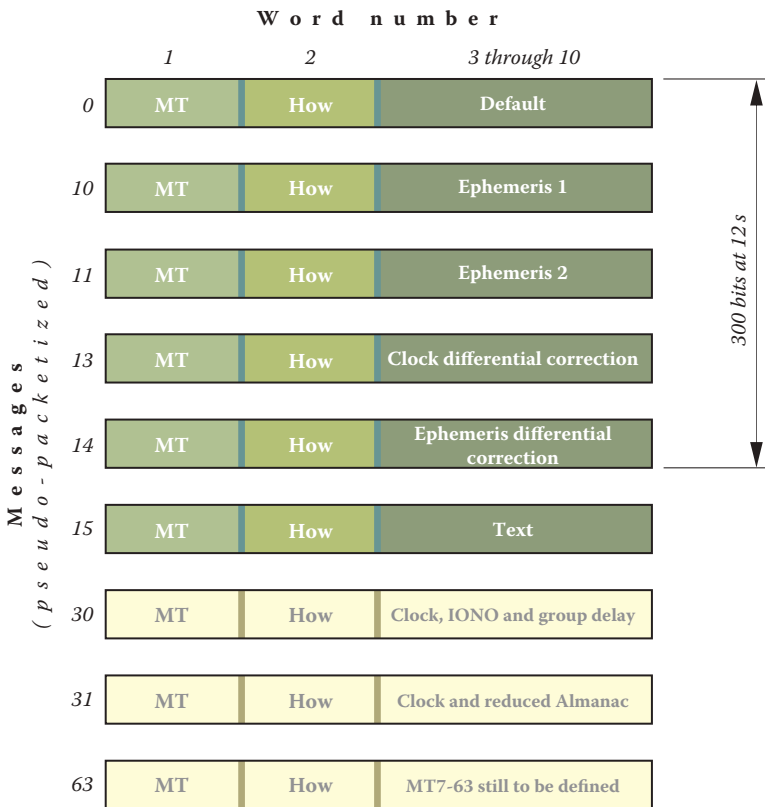 Word number
1 2 3 through 10
0 MT How Default
10 MT How Ephemeris 1
11 MT How Ephemeris 2
13 MT How Clock differential correction
14 MT How Ephemeris differential
correction
15 MT How Text
30 MT How Clock, IONO and group delay
31 MT How Clock and reduced Almanac
63 MT How MT7-63 still to be defined
Messages
(pseudo-packetized)
300 bits at 12 s